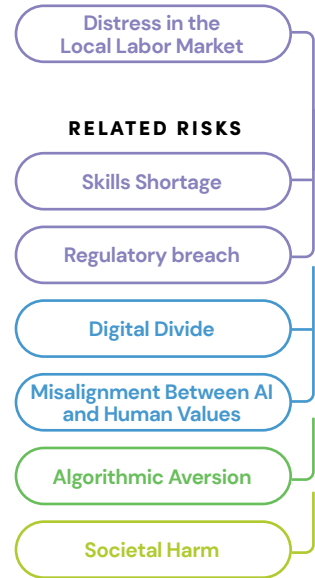 Distress in the
Local Labor Market
RELATED RISKS
Skills Shortage
Regulatory breach
Digital Divide
Misalignment Between AI
and Human Values
Algorithmic Aversion
Societal Harm